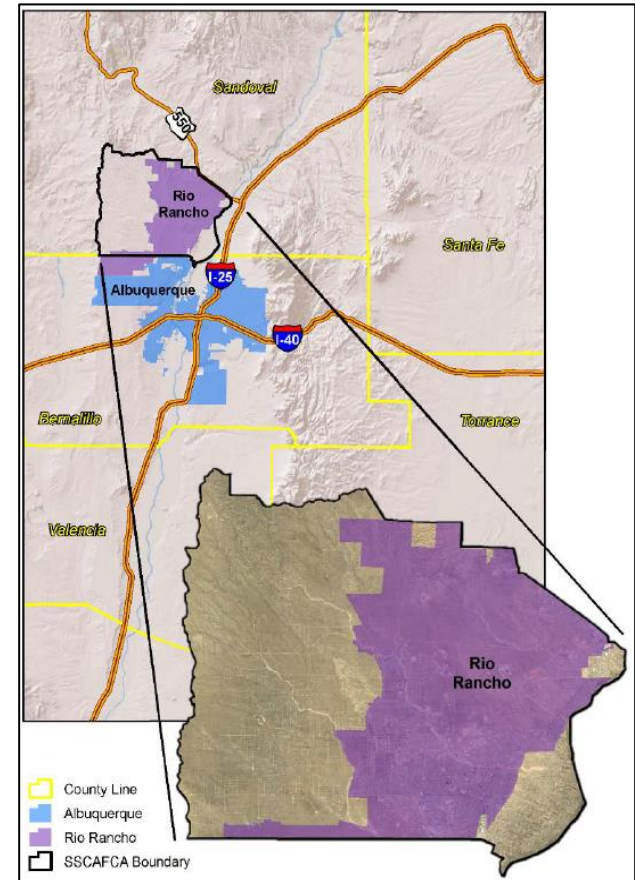 Sandoval
550
Rio
Rancho
Santa Fe
I-25
Albuquerque
I-40
Bernalillo
Torrance
Valencia
Rio
Rancho
County Line
Albuquerque
Rio Rancho
SSCAFCA Boundary